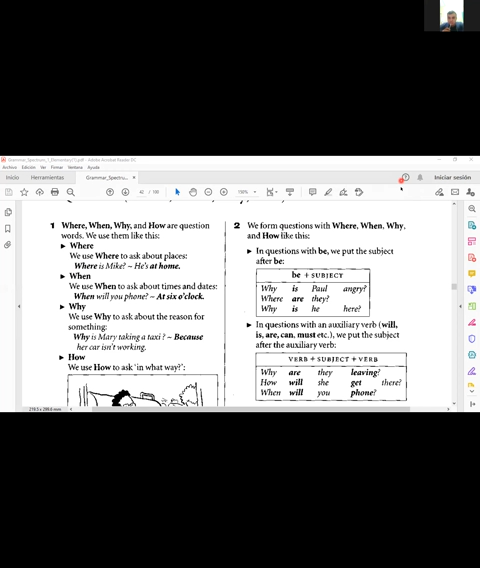 Grammar_Spectrum_1_Elementary(1).pdf - Adobe Acrobat Reader DC
Archivo Edición Ver Firmar Ventana Ayuda
Inicio Herramientas Grammar_Spectrum... × Iniciar sesión
42 / 130 150%
1 Where, When, Why, and How are question
words. We use them like this:
► Where
We use Where to ask about places:
Where is Mike? ~ He's at home.
► When
We use When to ask about times and dates:
When will you phone? ~ At six o'clock.
► Why
We use Why to ask about the reason for
something:
Why is Mary taking a taxi? ~ Because
her car isn't working.
► How
We use How to ask 'in what way?':
2 We form questions with Where, When, Why,
and How like this:
► In questions with be, we put the subject
after be:
be + SUBJECT
Why is Paul angry?
Where are they?
Why is he here?
► In questions with an auxiliary verb (will,
is, are, can, must etc.), we put the subject
after the auxiliary verb:
VERB + SUBJECT + VERB
Why are they leaving?
How will she get there?
When will you phone?